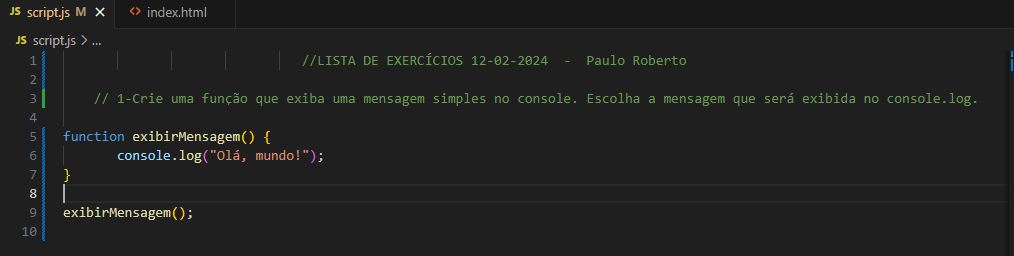 JS script.js M × <> index.html
JS script.js > ...
1 //LISTA DE EXERCÍCIOS 12-02-2024 - Paulo Roberto
2
3 // 1-Crie uma função que exiba uma mensagem simples no console. Escolha a mensagem que será exibida no console.log.
4
5 function exibirMensagem() {
6 console.log("Olá, mundo!");
7 }
8
9 exibirMensagem();
10